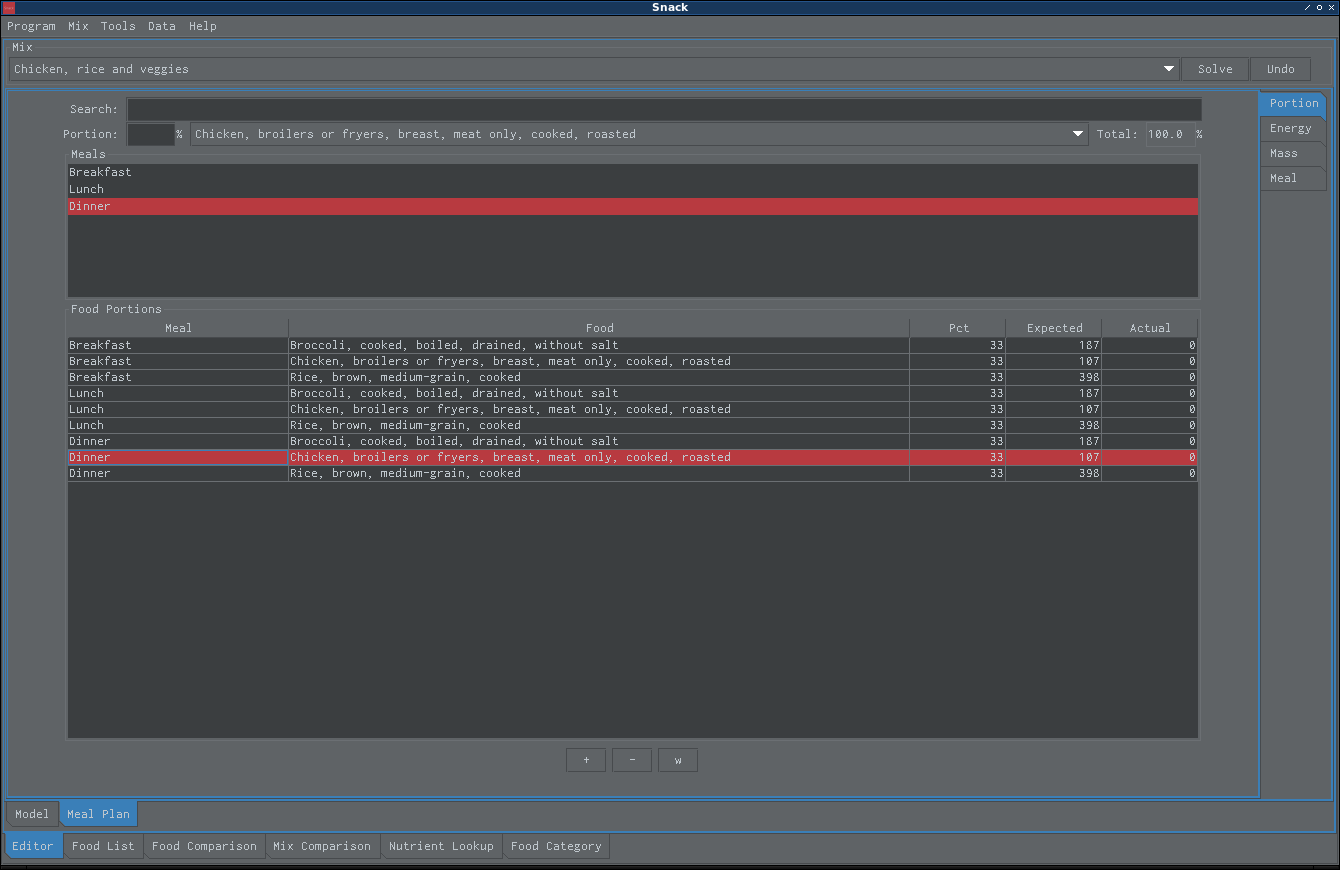 Snack
Program Mix Tools Data Help
Mix
Chicken, rice and veggies Solve Undo
Search:
Portion: % Chicken, broilers or fryers, breast, meat only, cooked, roasted Total: 100.0 %
Portion
Energy
Mass
Meal
Meals
Breakfast
Lunch
Dinner
Food Portions
Meal Food Pct Expected Actual
Breakfast Broccoli, cooked, boiled, drained, without salt 33 187 0
Breakfast Chicken, broilers or fryers, breast, meat only, cooked, roasted 33 107 0
Breakfast Rice, brown, medium-grain, cooked 33 398 0
Lunch Broccoli, cooked, boiled, drained, without salt 33 187 0
Lunch Chicken, broilers or fryers, breast, meat only, cooked, roasted 33 107 0
Lunch Rice, brown, medium-grain, cooked 33 398 0
Dinner Broccoli, cooked, boiled, drained, without salt 33 187 0
Dinner Chicken, broilers or fryers, breast, meat only, cooked, roasted 33 107 0
Dinner Rice, brown, medium-grain, cooked 33 398 0
+ - w
Model Meal Plan
Editor Food List Food Comparison Mix Comparison Nutrient Lookup Food Category